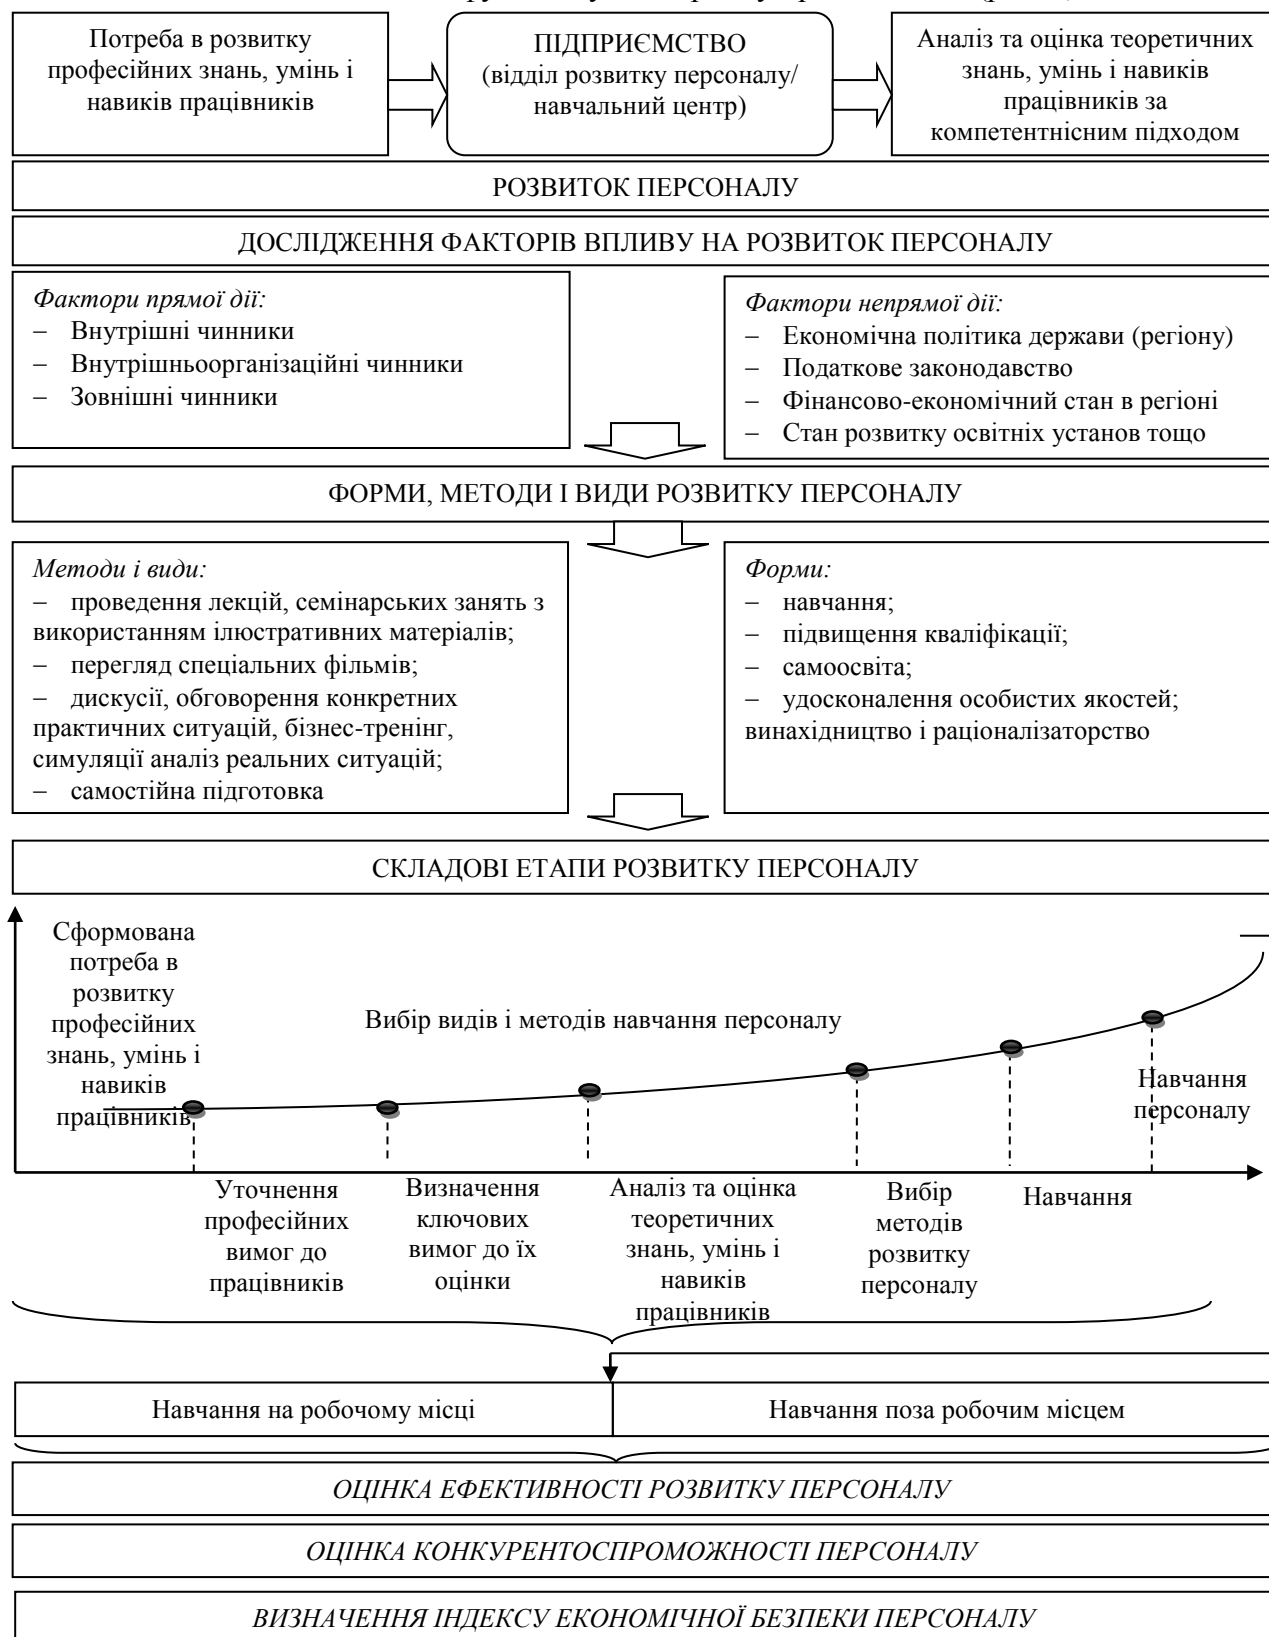 Потреба в розвитку
професійних знань, умінь і
навиків працівників
ПІДПРИЄМСТВО
(відділ розвитку персоналу/
навчальний центр)
Аналіз та оцінка теоретичних
знань, умінь і навиків
працівників за
компетентнісним підходом
РОЗВИТОК ПЕРСОНАЛУ
ДОСЛІДЖЕННЯ ФАКТОРІВ ВПЛИВУ НА РОЗВИТОК ПЕРСОНАЛУ
Фактори прямої дії:
– Внутрішні чинники
– Внутрішньоорганізаційні чинники
– Зовнішні чинники
Фактори непрямої дії:
– Економічна політика держави (регіону)
– Податкове законодавство
– Фінансово-економічний стан в регіоні
– Стан розвитку освітніх установ тощо
ФОРМИ, МЕТОДИ І ВИДИ РОЗВИТКУ ПЕРСОНАЛУ
Методи і види:
– проведення лекцій, семінарських занять з
використанням ілюстративних матеріалів;
– перегляд спеціальних фільмів;
– дискусії, обговорення конкретних
практичних ситуацій, бізнес-тренінг,
симуляції аналіз реальних ситуацій;
– самостійна підготовка
Форми:
– навчання;
– підвищення кваліфікації;
– самоосвіта;
– удосконалення особистих якостей;
винахідництво і раціоналізаторство
СКЛАДОВІ ЕТАПИ РОЗВИТКУ ПЕРСОНАЛУ
Сформована
потреба в
розвитку
професійних
знань, умінь і
навиків
працівників
Вибір видів і методів навчання персоналу
Навчання
персоналу
Уточнення
професійних
вимог до
працівників
Визначення
ключових
вимог до їх
оцінки
Аналіз та оцінка
теоретичних
знань, умінь і
навиків
працівників
Вибір
методів
розвитку
персоналу
Навчання
Навчання на робочому місці
Навчання поза робочим місцем
ОЦІНКА ЕФЕКТИВНОСТІ РОЗВИТКУ ПЕРСОНАЛУ
ОЦІНКА КОНКУРЕНТОСПРОМОЖНОСТІ ПЕРСОНАЛУ
ВИЗНАЧЕННЯ ІНДЕКСУ ЕКОНОМІЧНОЇ БЕЗПЕКИ ПЕРСОНАЛУ